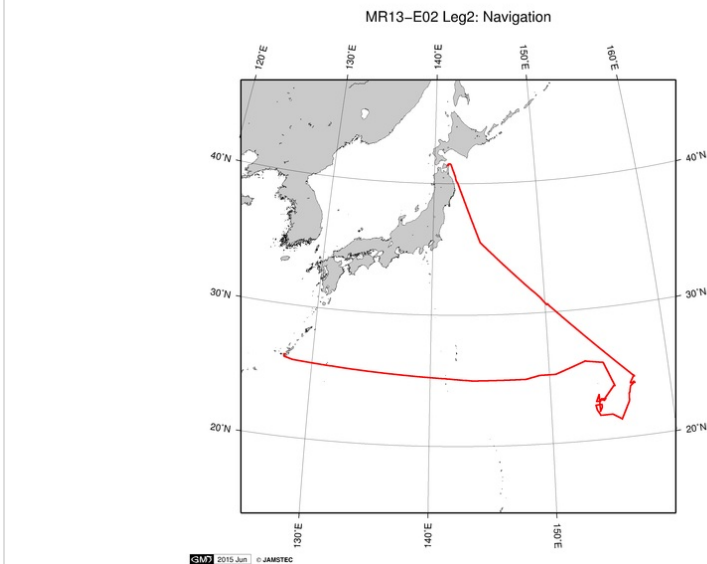 MR13−E02 Leg2: Navigation
120˚E
130˚E
140˚E
150˚E
160˚E
40˚N
40˚N
30˚N
30˚N
20˚N
20˚N
130˚E
140˚E
150˚E
GMT 2015 Jun © JAMSTEC